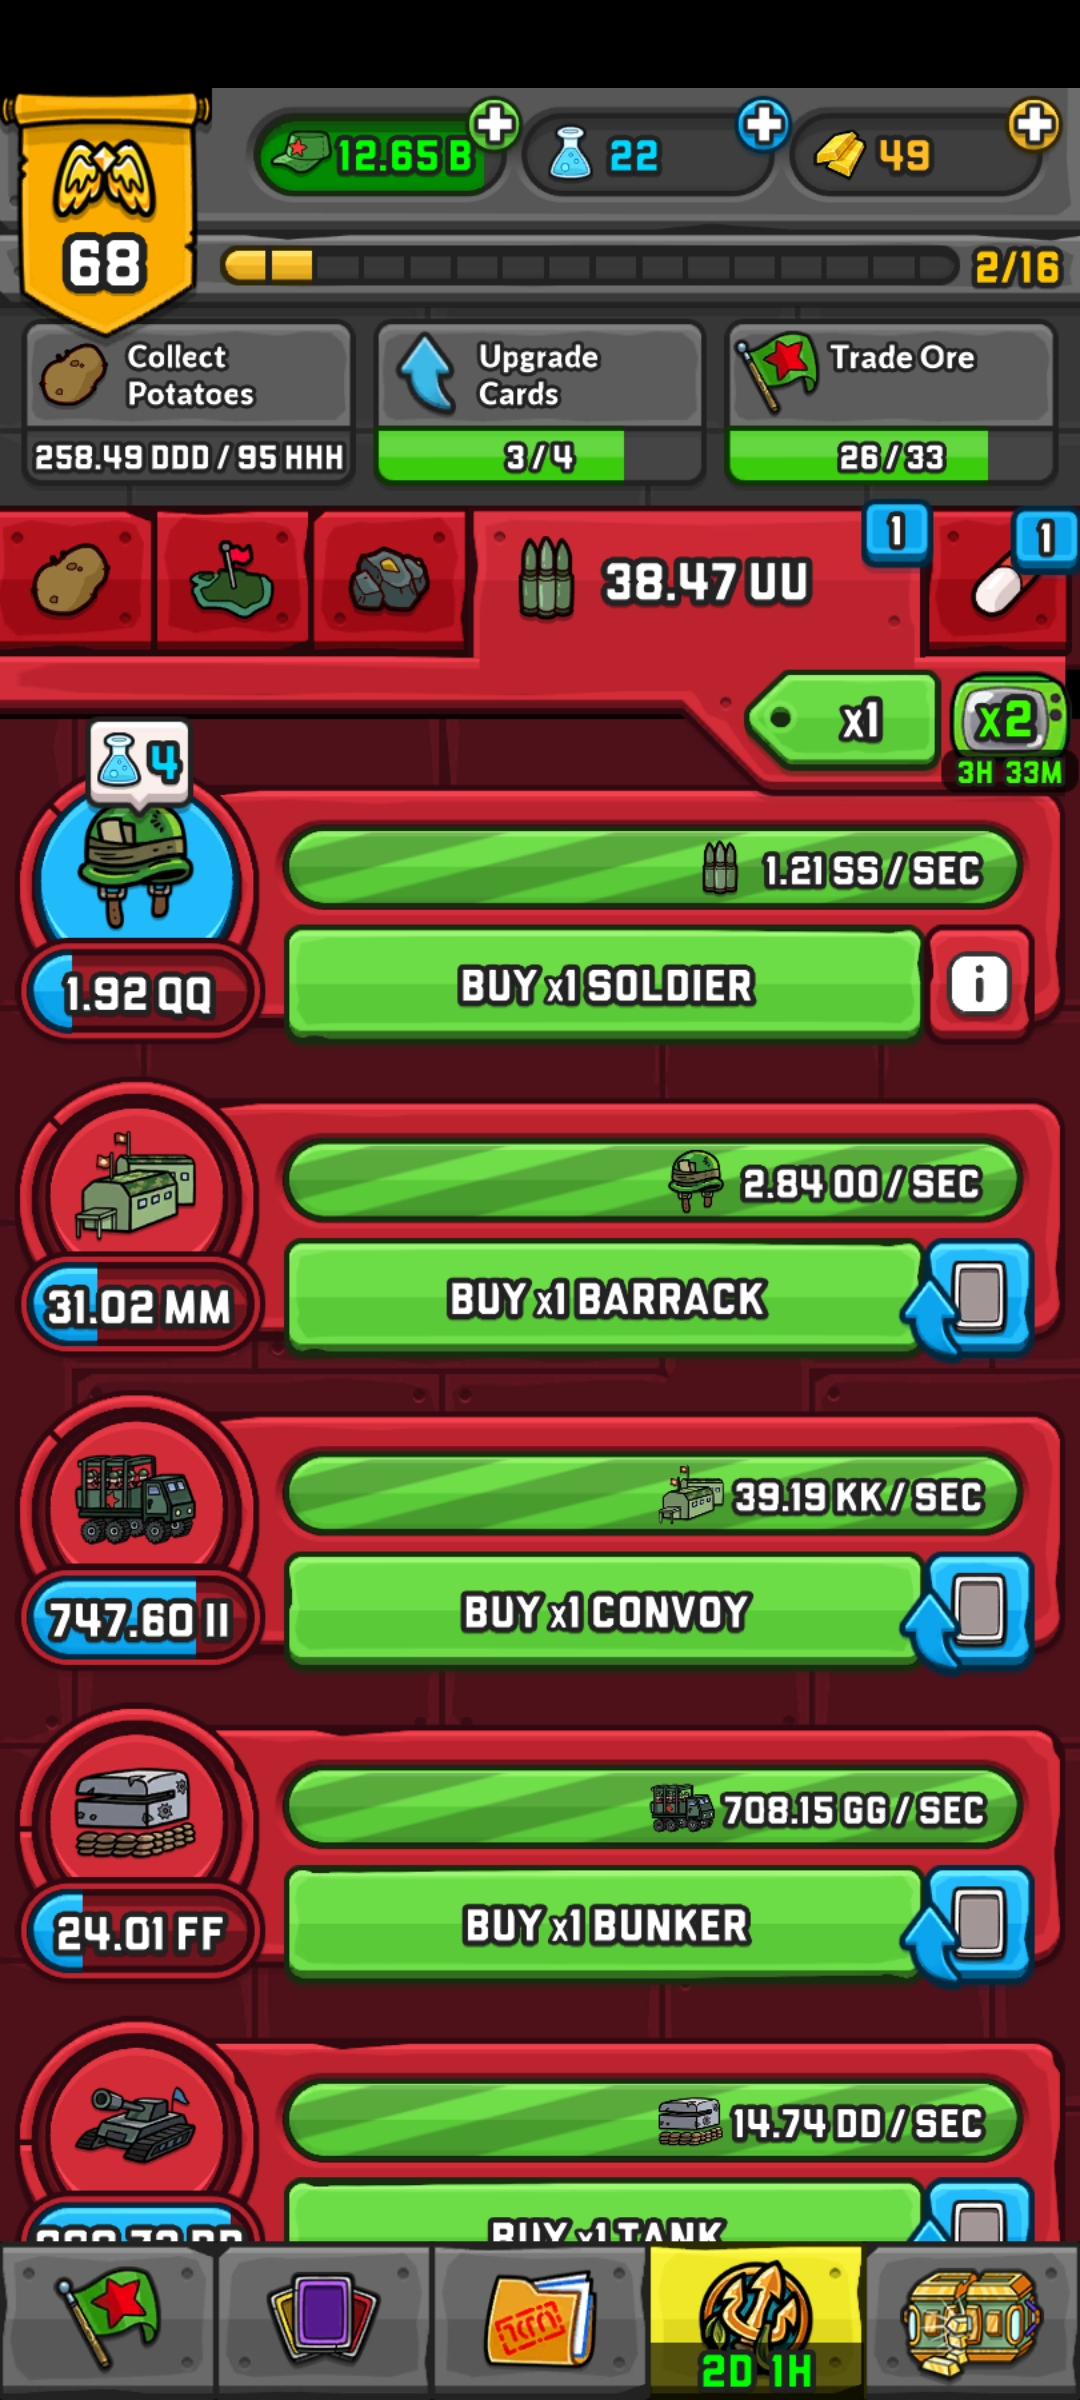 12.65 B
22
49
68
2/16
Collect
Potatoes
258.49 DDD / 95 HHH
Upgrade
Cards
3/4
Trade Ore
26/33
38.47 UU
1
1
x1
x2
3H 33M
4
1.21 SS / SEC
1.92 QQ
BUY x1 SOLDIER
i
2.84 OO / SEC
31.02 MM
BUY x1 BARRACK
39.19 KK / SEC
747.60 II
BUY x1 CONVOY
708.15 GG / SEC
24.01 FF
BUY x1 BUNKER
14.74 DD / SEC
BUY x1 TANK
2D 1H